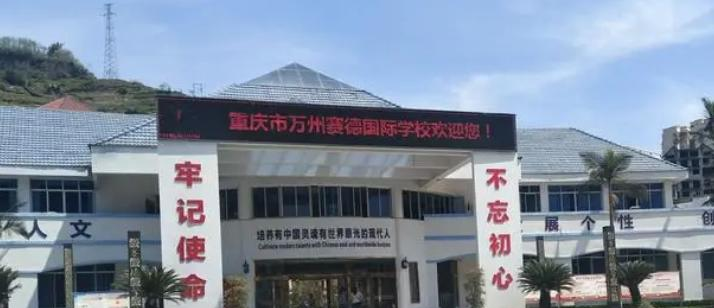 重庆市万州赛德国际学校欢迎您！
牢记使命
不忘初心
培养有中国灵魂有世界眼光的现代人
Cultivate modern talents with Chinese soul and worldwide horizon
人文
展个性
创